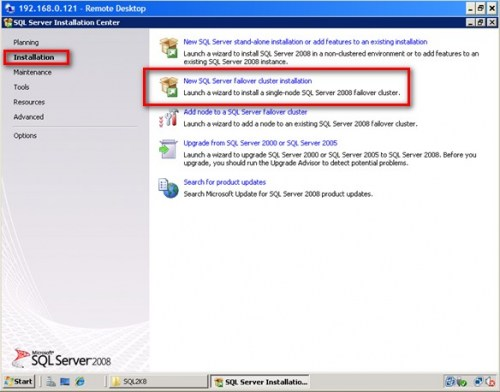 192.168.0.121 - Remote Desktop
SQL Server Installation Center
Planning
Installation
Maintenance
Tools
Resources
Advanced
Options
New SQL Server stand-alone installation or add features to an existing installation
Launch a wizard to install SQL Server 2008 in a non-clustered environment or to add features to an
existing SQL Server 2008 instance.
New SQL Server failover cluster installation
Launch a wizard to install a single-node SQL Server 2008 failover cluster.
Add node to a SQL Server failover cluster
Launch a wizard to add a node to an existing SQL Server 2008 failover cluster.
Upgrade from SQL Server 2000 or SQL Server 2005
Launch a wizard to upgrade SQL Server 2000 or SQL Server 2005 to SQL Server 2008. Before you
upgrade, you should run the Upgrade Advisor to detect potential problems.
Search for product updates
Search Microsoft Update for SQL Server 2008 product updates.
Microsoft
SQL Server 2008
Start
SQL2K8
SQL Server Installatio...